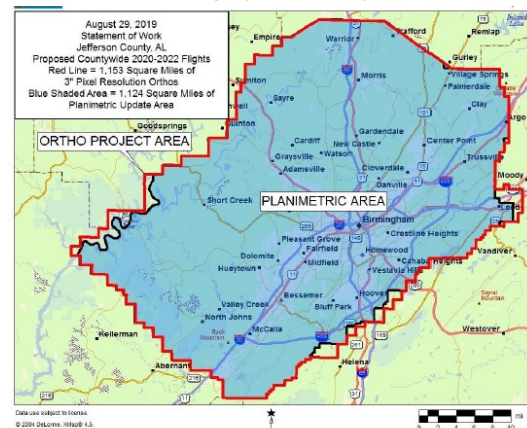 August 29, 2019
Statement of Work
Jefferson County, AL
Proposed Countywide 2020-2022 Flights
Red Line = 1,153 Square Miles of
3" Pixel Resolution Orthos
Blue Shaded Area = 1,124 Square Miles of
Planimetric Update Area
ORTHO PROJECT AREA
PLANIMETRIC AREA
Empire
Warrior
Trafford
Remlap
Gurley
Morris
Village Springs
Palmerdale
Sayre
Clay
Argo
Goodsprings
Quinton
Gardendale
Cardiff
New Castle
Center Point
Graysville
Watson
Trussville
Adamsville
Cloverdale
Moody
Danville
Short Creek
Leeds
Birmingham
Crestline Heights
Pleasant Grove
Fairfield
Homewood
Vandiver
Dolomite
Midfield
Cahaba Heights
Hueytown
Vestavia Hills
Bessemer
Hoover
Valley Creek
Bluff Park
North Johns
Westover
Kellerman
McCalla
Helena
Abernant
Data use subject to license.
© 2004 DeLorme. XMap® 4.5.
mi